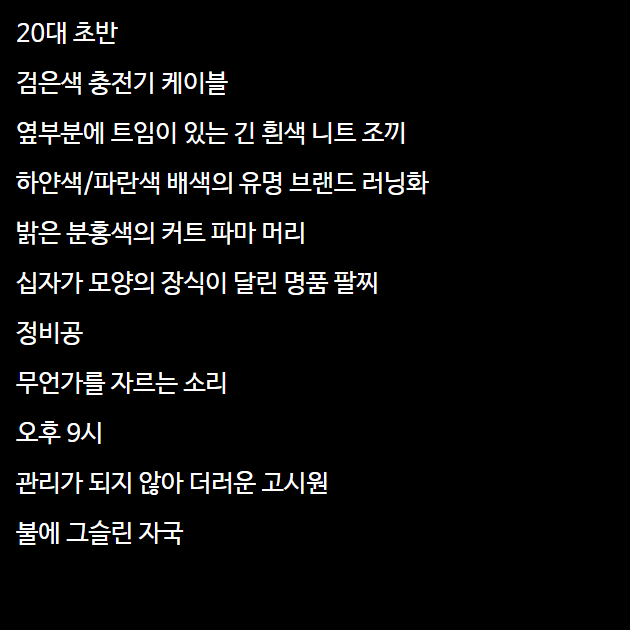 20대 초반
검은색 충전기 케이블
옆부분에 트임이 있는 긴 흰색 니트 조끼
하얀색/파란색 배색의 유명 브랜드 러닝화
밝은 분홍색의 커트 파마 머리
십자가 모양의 장식이 달린 명품 팔찌
정비공
무언가를 자르는 소리
오후 9시
관리가 되지 않아 더러운 고시원
불에 그슬린 자국